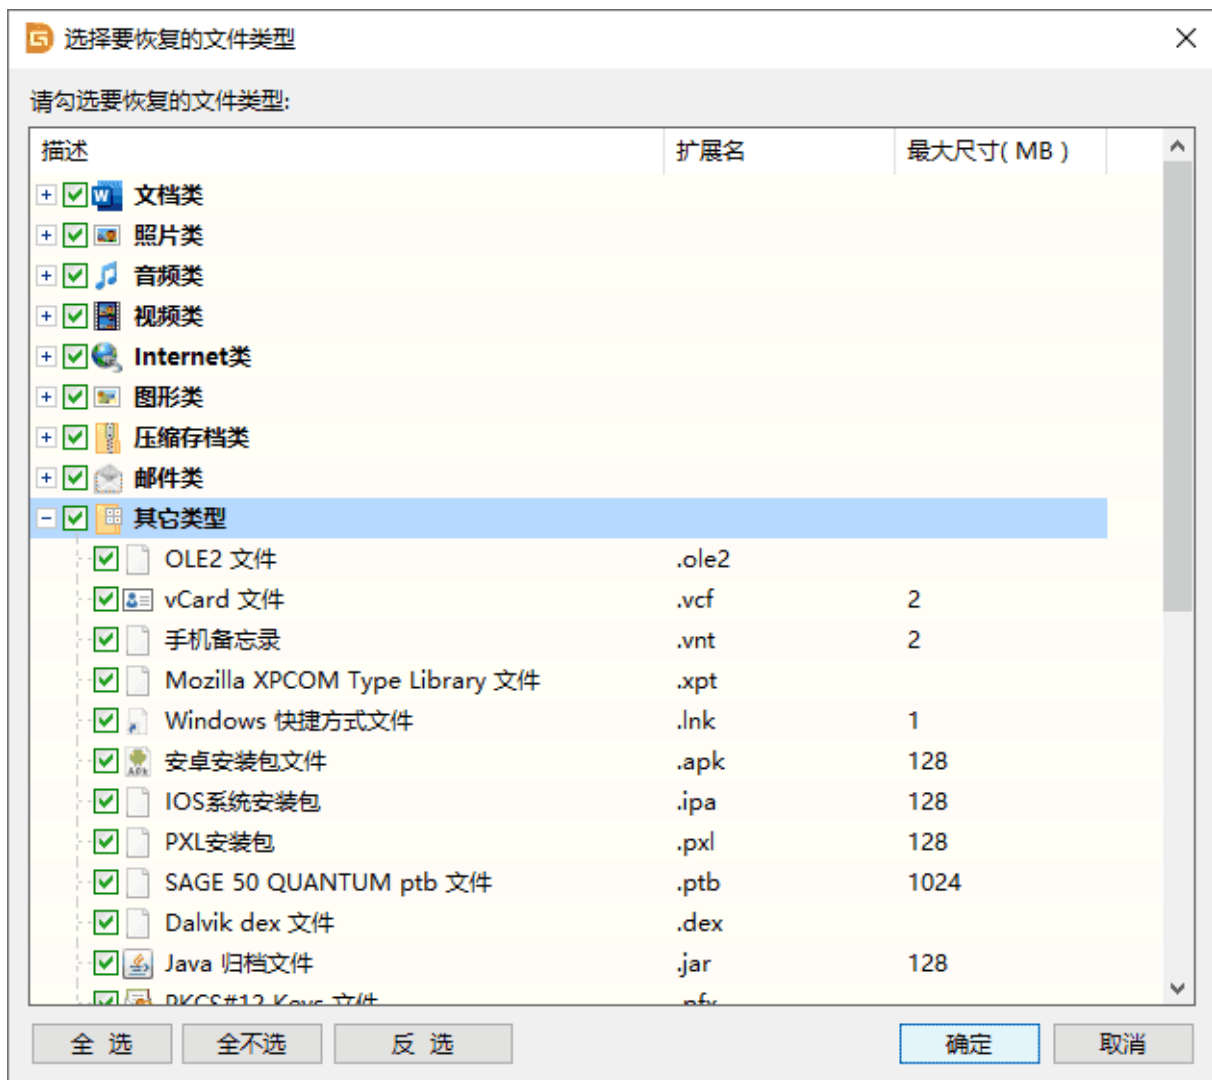 选择要恢复的文件类型
请勾选要恢复的文件类型:
描述 扩展名 最大尺寸( MB )
文档类
照片类
音频类
视频类
Internet类
图形类
压缩存档类
邮件类
其它类型
OLE2 文件 .ole2
vCard 文件 .vcf 2
手机备忘录 .vnt 2
Mozilla XPCOM Type Library 文件 .xpt
Windows 快捷方式文件 .lnk 1
安卓安装包文件 .apk 128
IOS系统安装包 .ipa 128
PXL安装包 .pxl 128
SAGE 50 QUANTUM ptb 文件 .ptb 1024
Dalvik dex 文件 .dex
Java 归档文件 .jar 128
PKCS#12 Keys 文件 .pfx
全 选 全不选 反 选 确定 取消